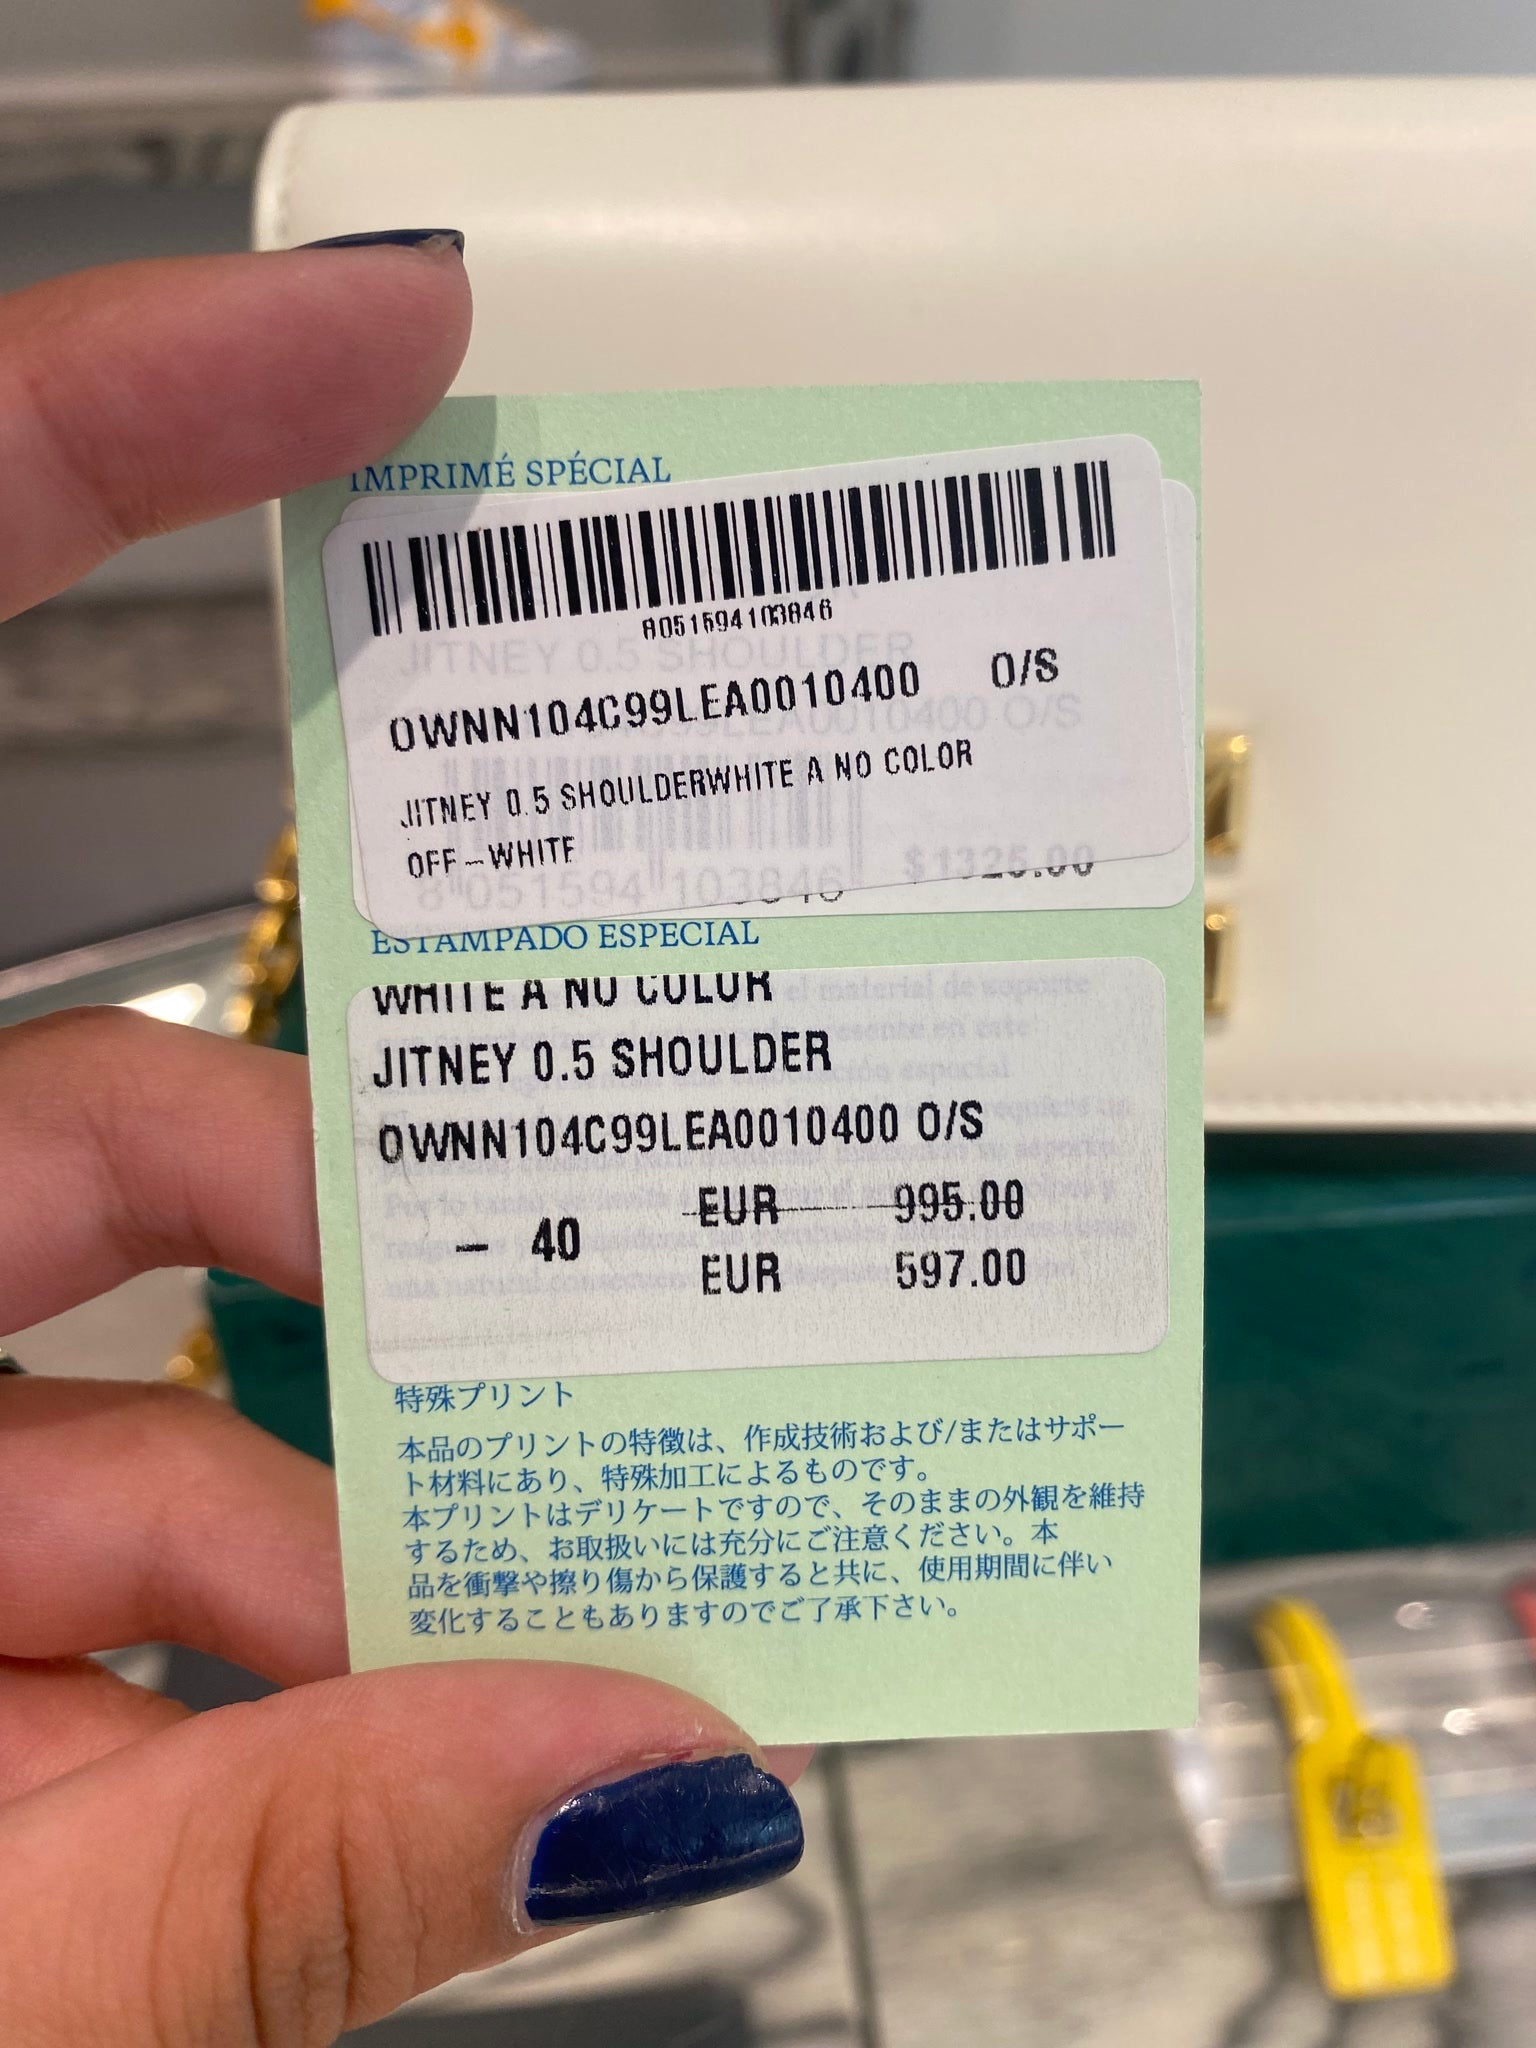 IMPRIMÉ SPÉCIAL
8051594103846
JITNEY 0.5 SHOULDER
OWNN104C99LEA0010400 O/S
JITNEY 0.5 SHOULDERWHITE A NO COLOR
OFF-WHITE
$1325.00
8 051594 103846
ESTAMPADO ESPECIAL
WHITE A NO COLOR
JITNEY 0.5 SHOULDER
OWNN104C99LEA0010400 O/S
EUR 995.00
- 40
EUR 597.00
特殊プリント
本品のプリントの特徴は、作成技術および/またはサポー
ト材料にあり、特殊加工によるものです。
本プリントはデリケートですので、そのままの外観を維持
するため、お取扱いには充分にご注意ください。本
品を衝撃や擦り傷から保護すると共に、使用期間に伴い
変化することもありますのでご了承下さい。